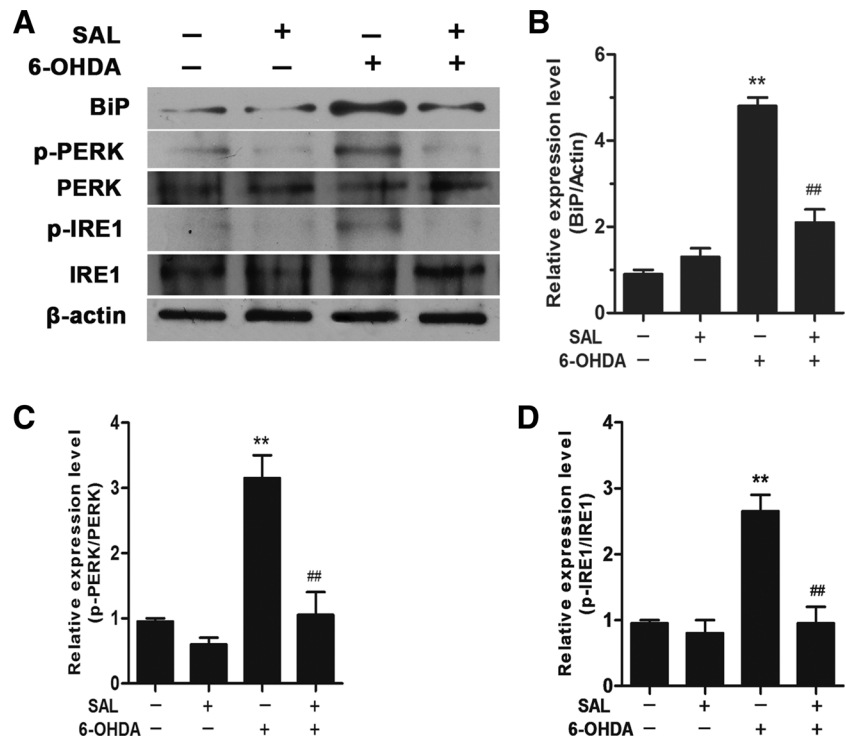 A
SAL – + – +
6-OHDA – – + +
BiP
p-PERK
PERK
p-IRE1
IRE1
β-actin
B
Relative expression level
(BiP/Actin)
6
4
2
0
**
##
SAL – + – +
6-OHDA – – + +
C
Relative expression level
(p-PERK/PERK)
4
3
2
1
0
**
##
SAL – + – +
6-OHDA – – + +
D
Relative expression level
(p-IRE1/IRE1)
4
3
2
1
0
**
##
SAL – + – +
6-OHDA – – + +